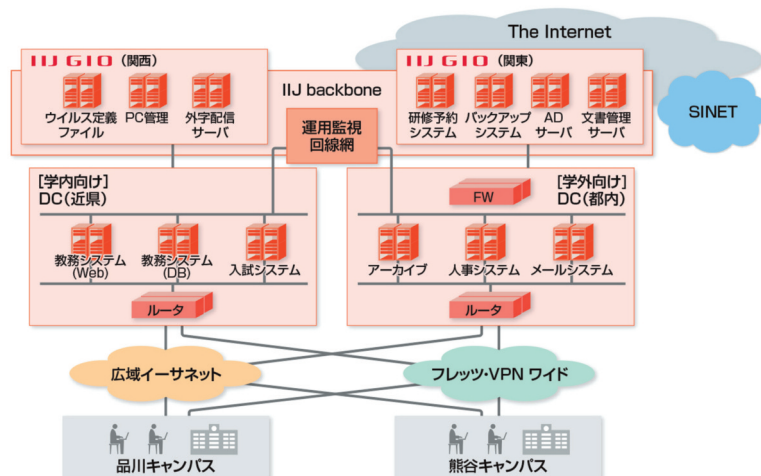 The Internet
IIJ GIO (関西)
ウイルス定義
ファイル
PC管理
外字配信
サーバ
IIJ backbone
IIJ GIO (関東)
研修予約
システム
バックアップ
システム
AD
サーバ
文書管理
サーバ
SINET
運用監視
回線網
[学内向け]
DC(近県)
教務システム
(Web)
教務システム
(DB)
入試システム
ルータ
[学外向け]
DC(都内)
FW
アーカイブ
人事システム
メールシステム
ルータ
広域イーサネット
フレッツ・VPN ワイド
品川キャンパス
熊谷キャンパス